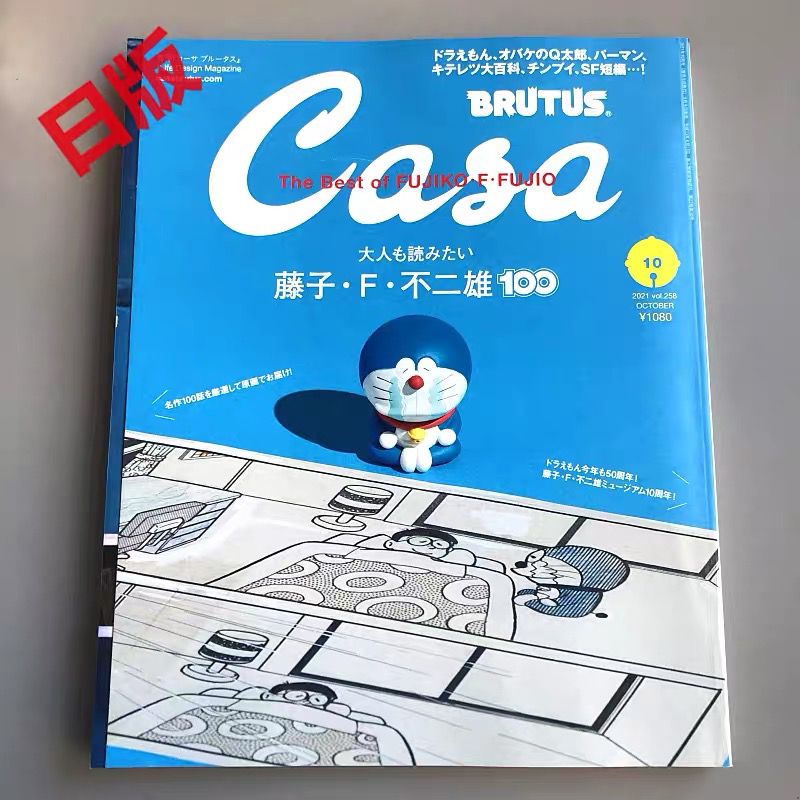 日版
カーサ ブルータス』
Life Design Magazine
ドラえもん、オバケのQ太郎、パーマン、
キテレツ大百科、チンプイ、SF短編…!
BRUTUS®
Casa
The Best of FUJIKO・F・FUJIO
大人も読みたい
藤子・F・不二雄100
10
2021 vol.258
OCTOBER
¥1080
名作100話を厳選して原画でお届け!
ドラえもん今年も50周年!
藤子・F・不二雄ミュージアム10周年!